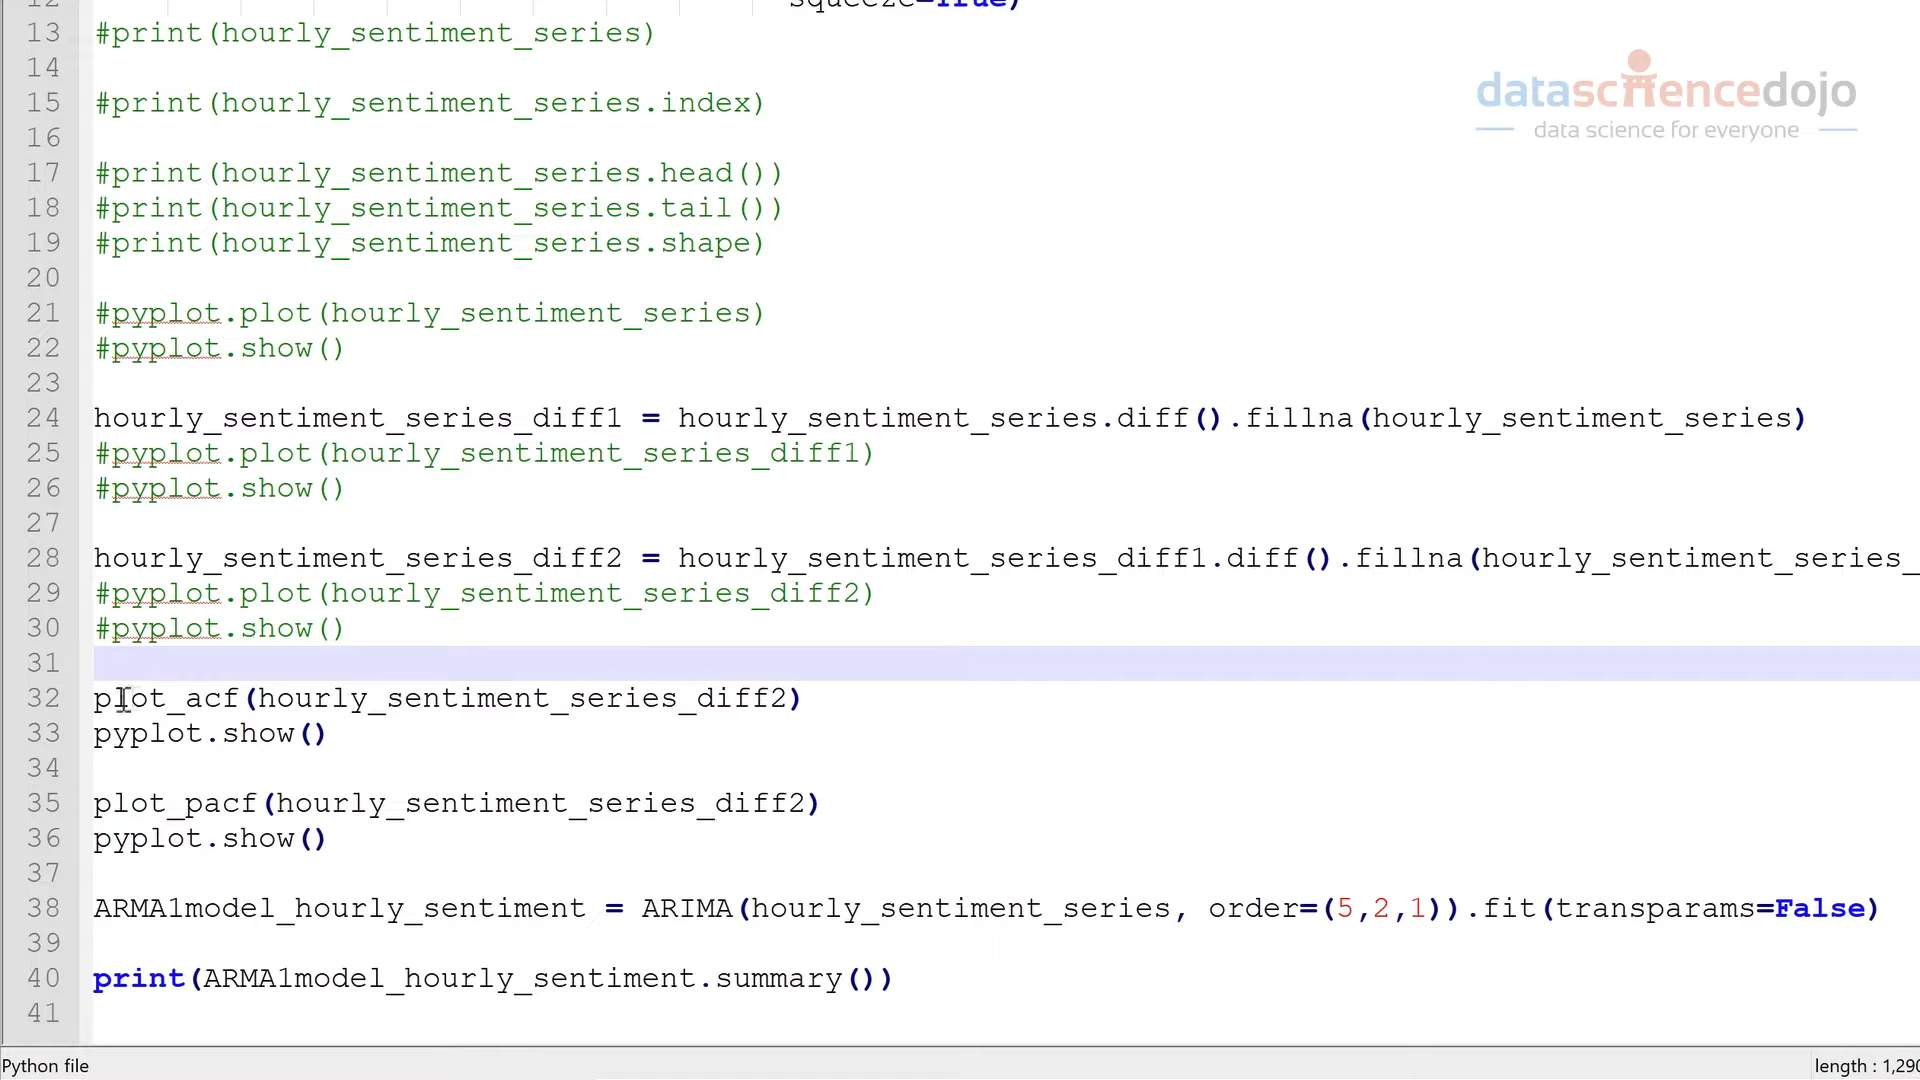 12 squeeze=True)
13 #print(hourly_sentiment_series)
14
15 #print(hourly_sentiment_series.index)
16
17 #print(hourly_sentiment_series.head())
18 #print(hourly_sentiment_series.tail())
19 #print(hourly_sentiment_series.shape)
20
21 #pyplot.plot(hourly_sentiment_series)
22 #pyplot.show()
23
24 hourly_sentiment_series_diff1 = hourly_sentiment_series.diff().fillna(hourly_sentiment_series)
25 #pyplot.plot(hourly_sentiment_series_diff1)
26 #pyplot.show()
27
28 hourly_sentiment_series_diff2 = hourly_sentiment_series_diff1.diff().fillna(hourly_sentiment_series_
29 #pyplot.plot(hourly_sentiment_series_diff2)
30 #pyplot.show()
31
32 plot_acf(hourly_sentiment_series_diff2)
33 pyplot.show()
34
35 plot_pacf(hourly_sentiment_series_diff2)
36 pyplot.show()
37
38 ARMA1model_hourly_sentiment = ARIMA(hourly_sentiment_series, order=(5,2,1)).fit(transparams=False)
39
40 print(ARMA1model_hourly_sentiment.summary())
41
datasciencedojo
data science for everyone
Python file
length : 1,290